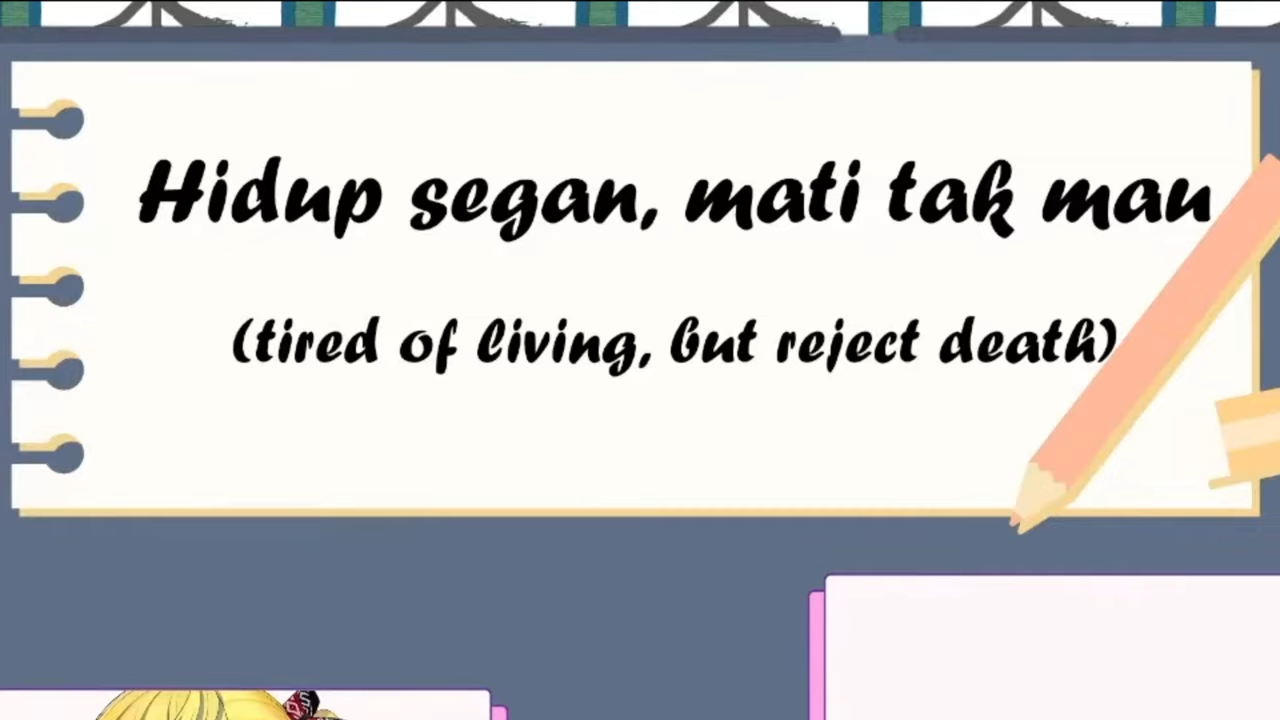 Hidup segan, mati tak mau
(tired of living, but reject death)